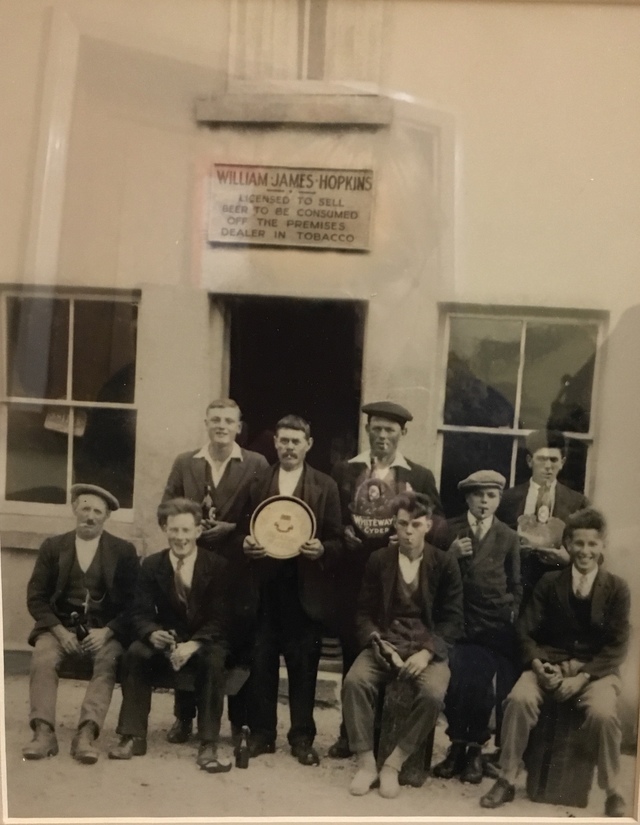 WILLIAM·JAMES·HOPKINS
LICENSED TO SELL
BEER TO BE CONSUMED
OFF THE PREMISES
DEALER IN TOBACCO
WHITEWAYS
CYDER